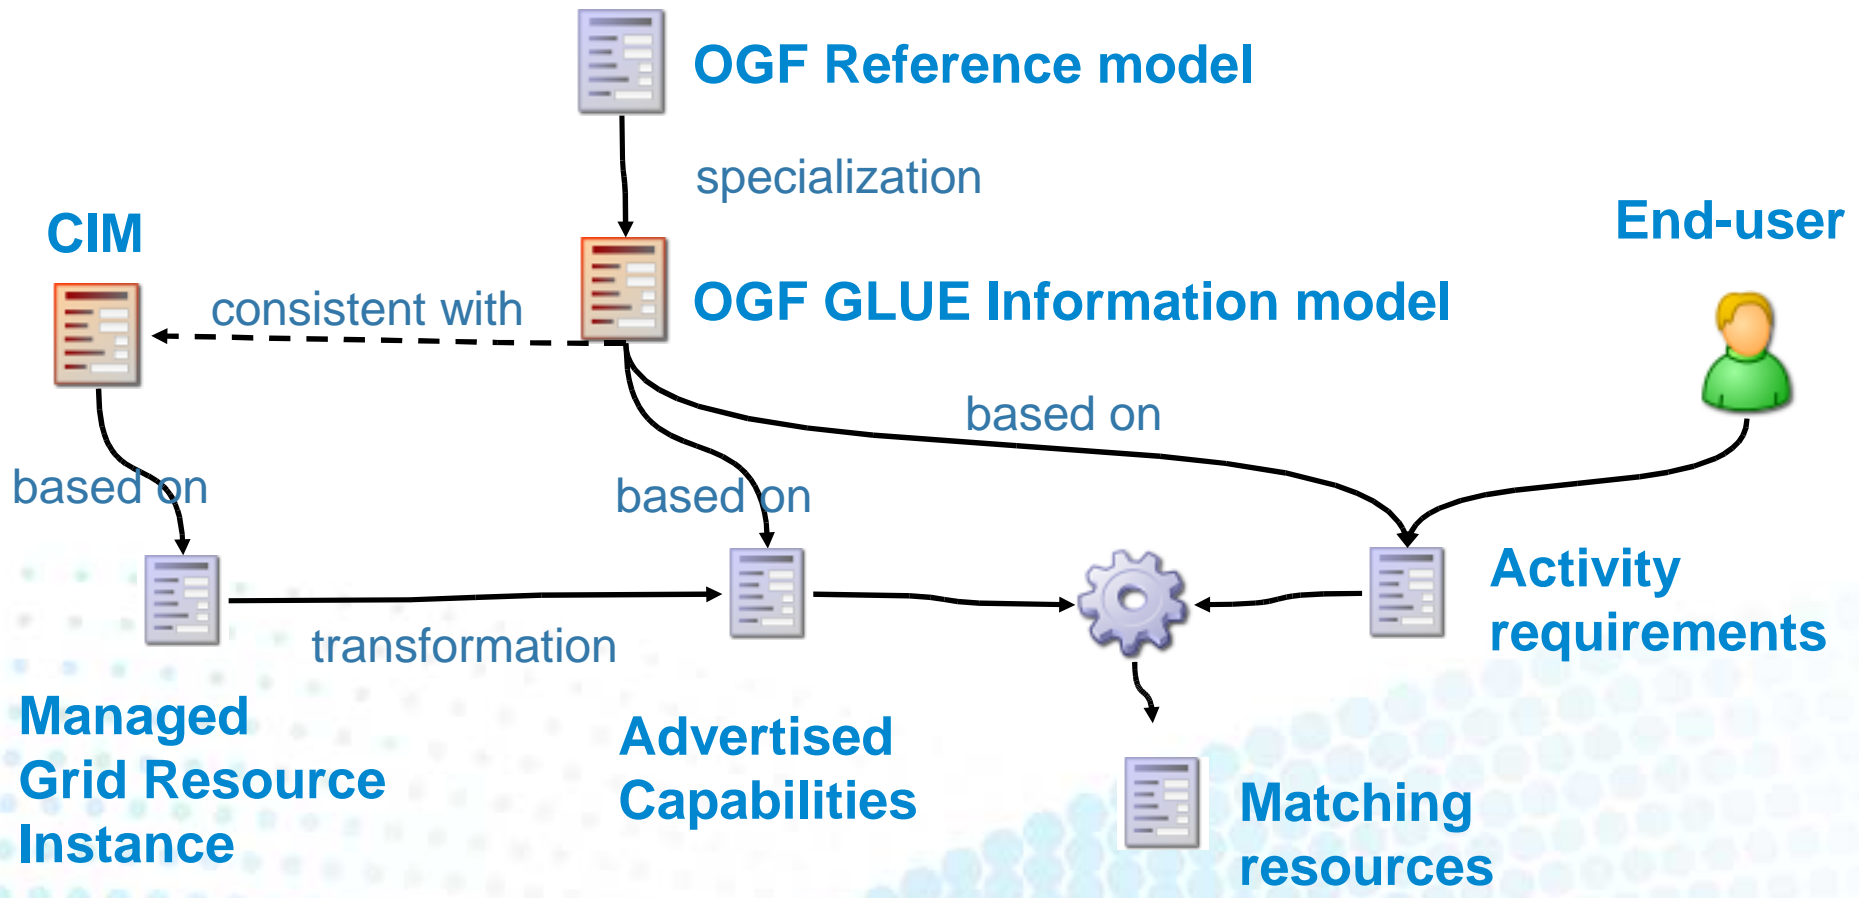 OGF Reference model
specialization
CIM
End-user
consistent with
OGF GLUE Information model
based on
based on
based on
transformation
Activity
requirements
Managed
Grid Resource
Instance
Advertised
Capabilities
Matching
resources